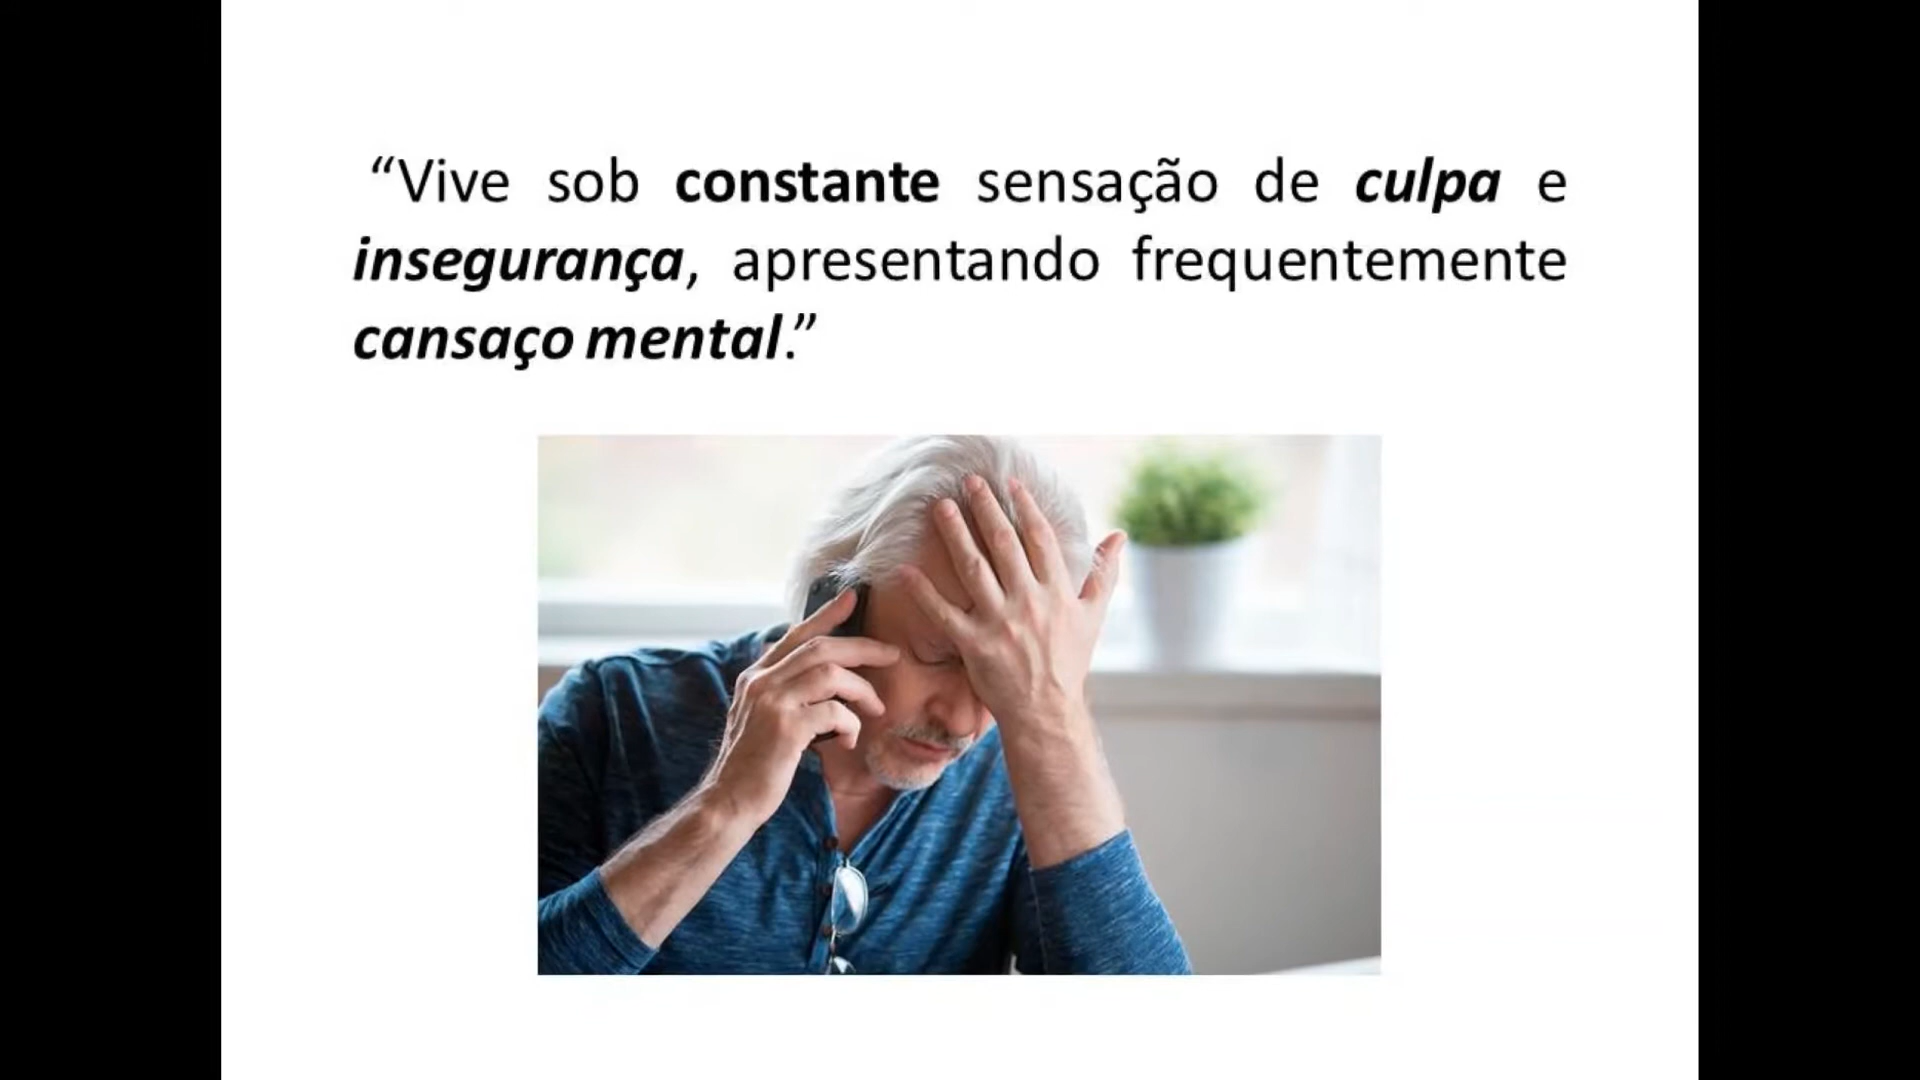 “Vive sob constante sensação de culpa e
insegurança, apresentando frequentemente
cansaço mental.”